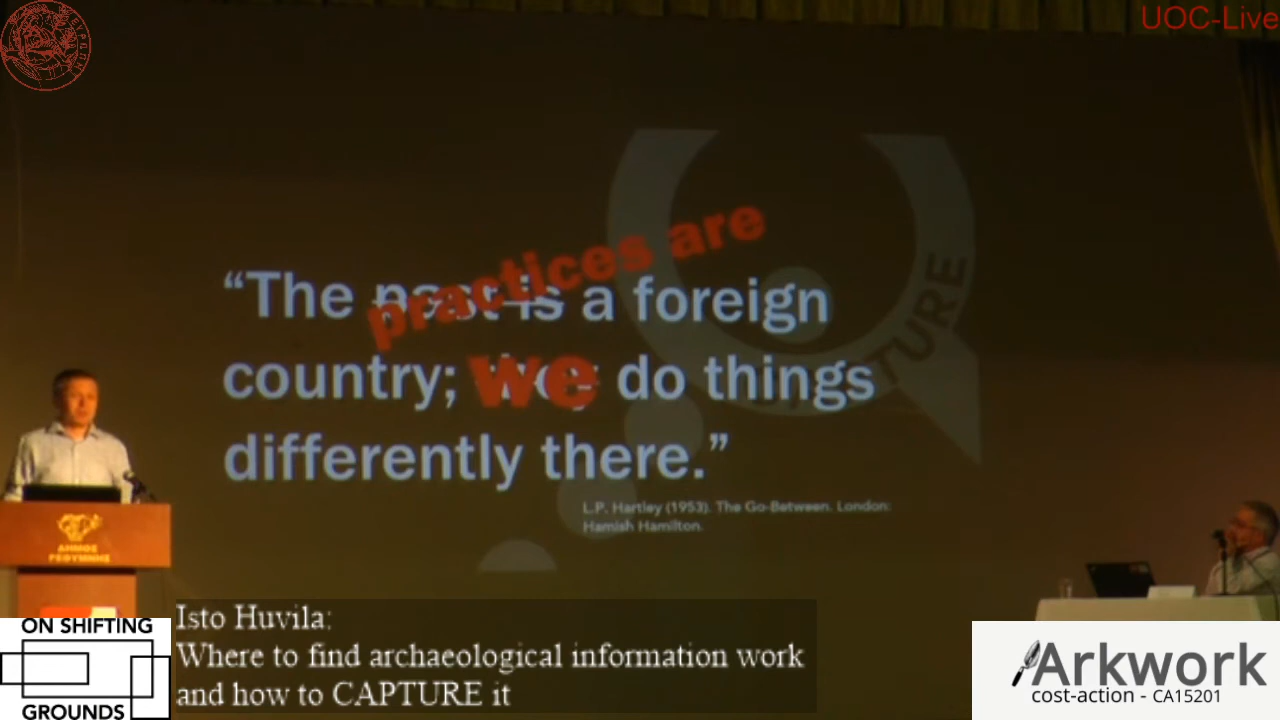 UOC-Live
practices are
“The past is a foreign
country; we do things
differently there.”
L.P. Hartley (1953). The Go-Between. London:
Hamish Hamilton.
ΔΗΜΟΣ
ΡΕΘΥΜΝΗΣ
Isto Huvila:
Where to find archaeological information work
and how to CAPTURE it
ON SHIFTING
GROUNDS
Arkwork
cost-action - CA15201